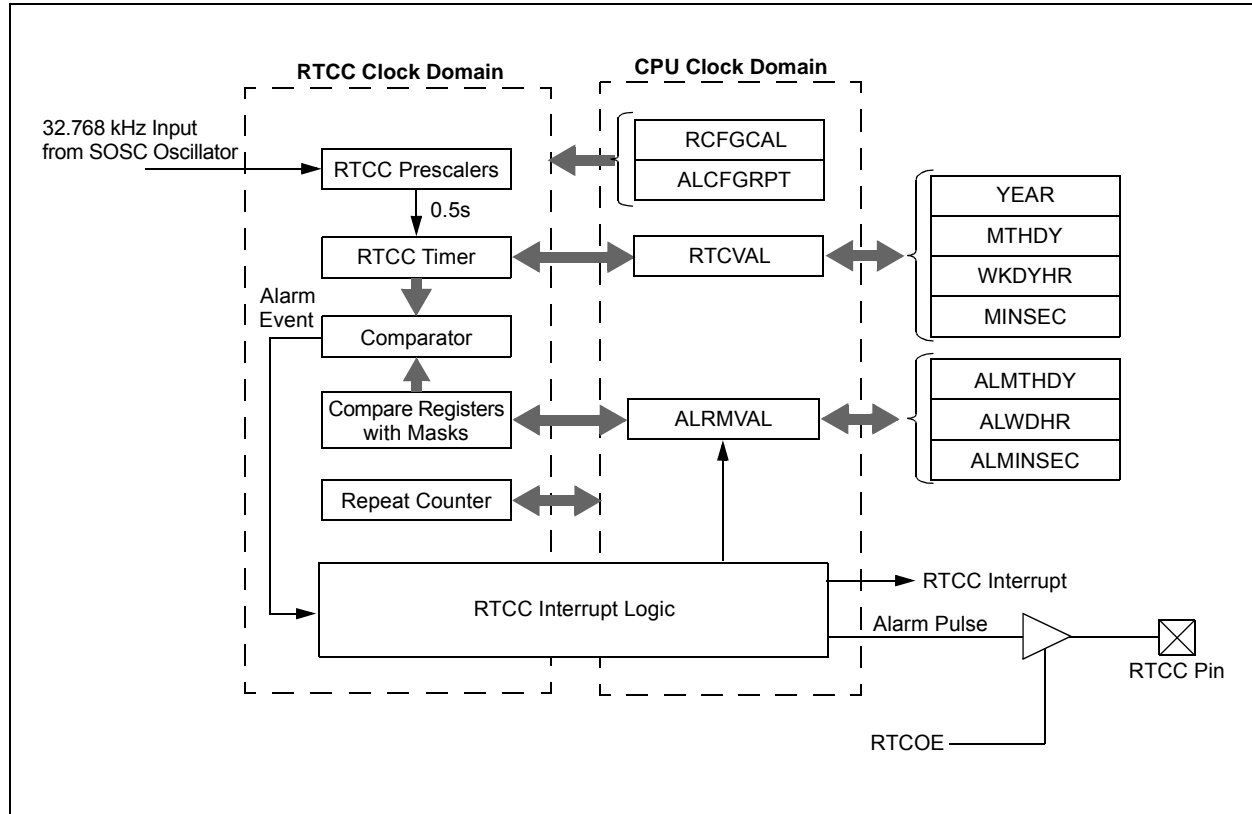 RTCC Clock Domain
CPU Clock Domain
32.768 kHz Input
from SOSC Oscillator
RTCC Prescalers
0.5s
RTCC Timer
Alarm
Event
Comparator
Compare Registers
with Masks
Repeat Counter
RCFGCAL
ALCFGRPT
RTCVAL
YEAR
MTHDY
WKDYHR
MINSEC
ALRMVAL
ALMTHDY
ALWDHR
ALMINSEC
RTCC Interrupt Logic
RTCC Interrupt
Alarm Pulse
RTCC Pin
RTCOE